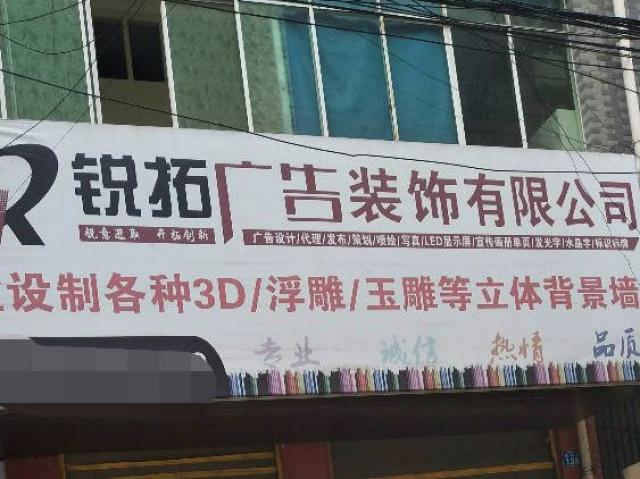 R 锐拓广告装饰有限公司
锐意进取 开拓创新
广告设计/代理/发布/策划/喷绘/写真/LED显示屏/宣传画册单页/发光字/水晶字/标识标牌
设制各种3D/浮雕/玉雕等立体背景墙
专业 诚信 热情 品质